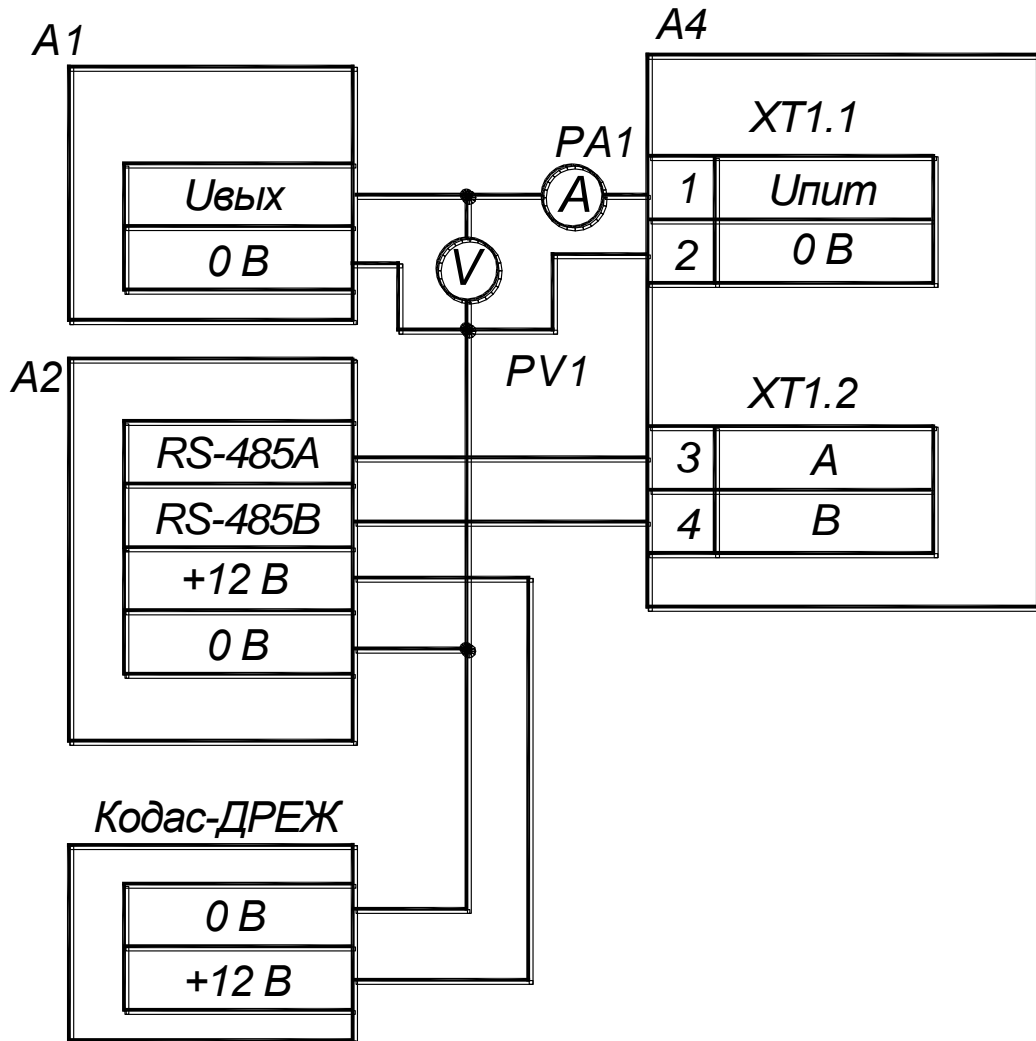 A1
A4
XT1.1
PA1
Uвых
A
1
Uпит
0 В
V
2
0 В
A2
PV1
XT1.2
RS-485A
3
A
RS-485B
4
B
+12 В
0 В
Кодас-ДРЕЖ
0 В
+12 В